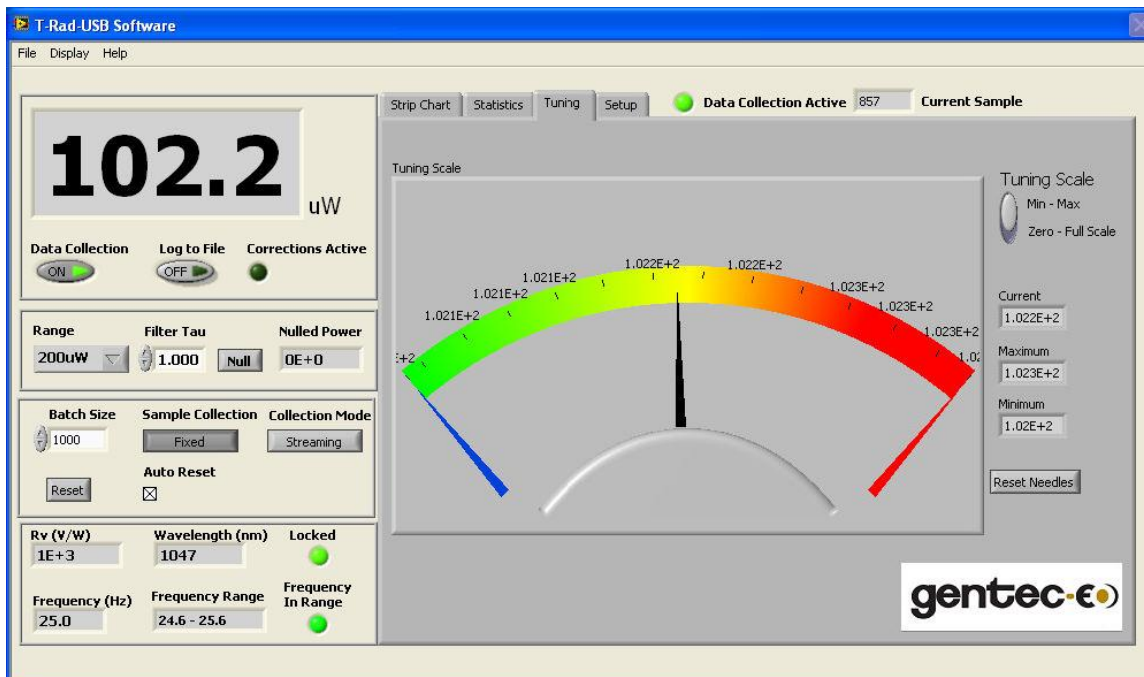 T-Rad-USB Software
File Display Help
102.2
uW
Data Collection Log to File Corrections Active
ON OFF
Range Filter Tau Nulled Power
200uW 1.000 Null 0E+0
Batch Size Sample Collection Collection Mode
1000 Fixed Streaming
Auto Reset
Reset
Rv (V/W) Wavelength (nm) Locked
1E+3 1047
Frequency (Hz) Frequency Range Frequency In Range
25.0 24.6 - 25.6
Strip Chart Statistics Tuning Setup Data Collection Active 857 Current Sample
Tuning Scale
1.021E+2
1.021E+2
1.021E+2
1.022E+2
1.022E+2
1.023E+2
1.023E+2
1.023E+2
Tuning Scale
Min - Max
Zero - Full Scale
Current
1.022E+2
Maximum
1.023E+2
Minimum
1.02E+2
Reset Needles
gentec-eo